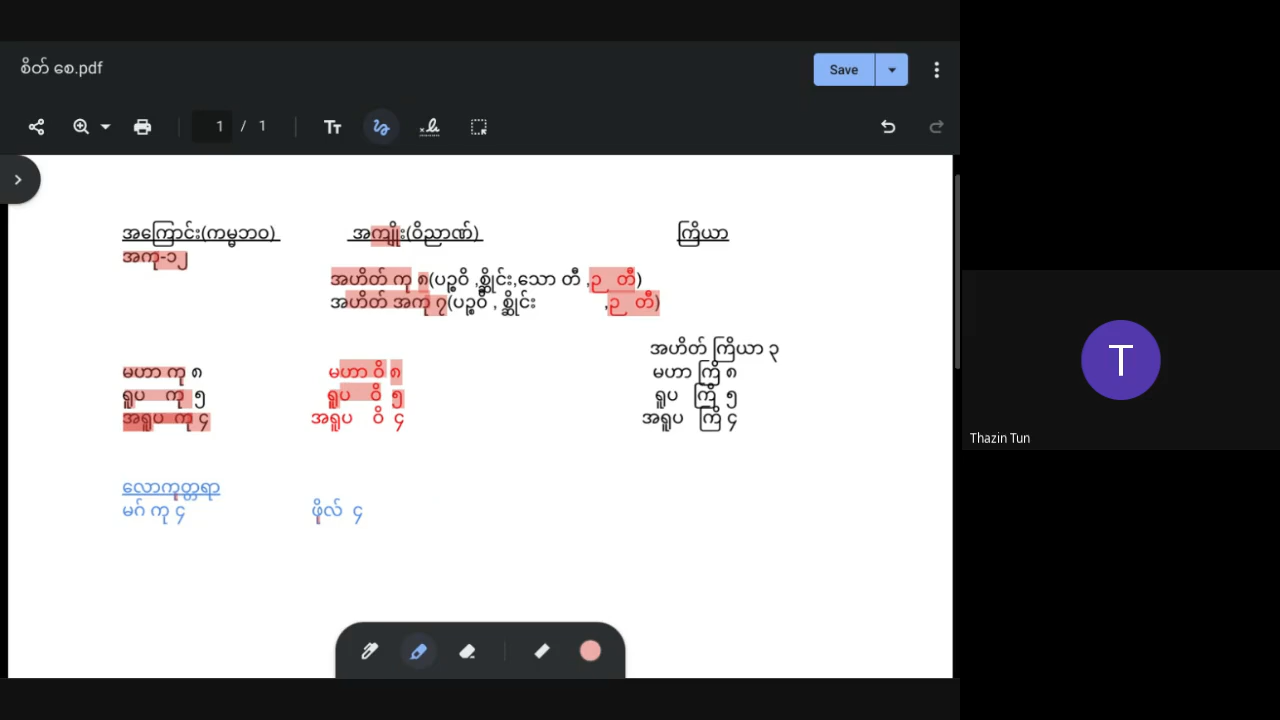 စိတ် စေ.pdf
Save
1 / 1
အကြောင်း(ကမ္မဘဝ) အကျိုး(ဝိညာဏ်) ကြိယာ
အကု-၁၂
အဟိတ် ကု ၈(ပဉ္စဝိ ,စ္ဆိုင်း,သော တီ ,ဥ တီ)
အဟိတ် အကု ၇(ပဉ္စဝိ , စ္ဆိုင်း ,ဥ တီ)
အဟိတ် ကြိယာ ၃
မဟာ ကု ၈ မဟာ ဝိ ၈ မဟာ ကြိ ၈
ရူပ ကု ၅ ရူပ ဝိ ၅ ရူပ ကြိ ၅
အရူပ ကု ၄ အရူပ ဝိ ၄ အရူပ ကြိ ၄
လောကုတ္တရာ
မဂ် ကု ၄ ဖိုလ် ၄
T
Thazin Tun